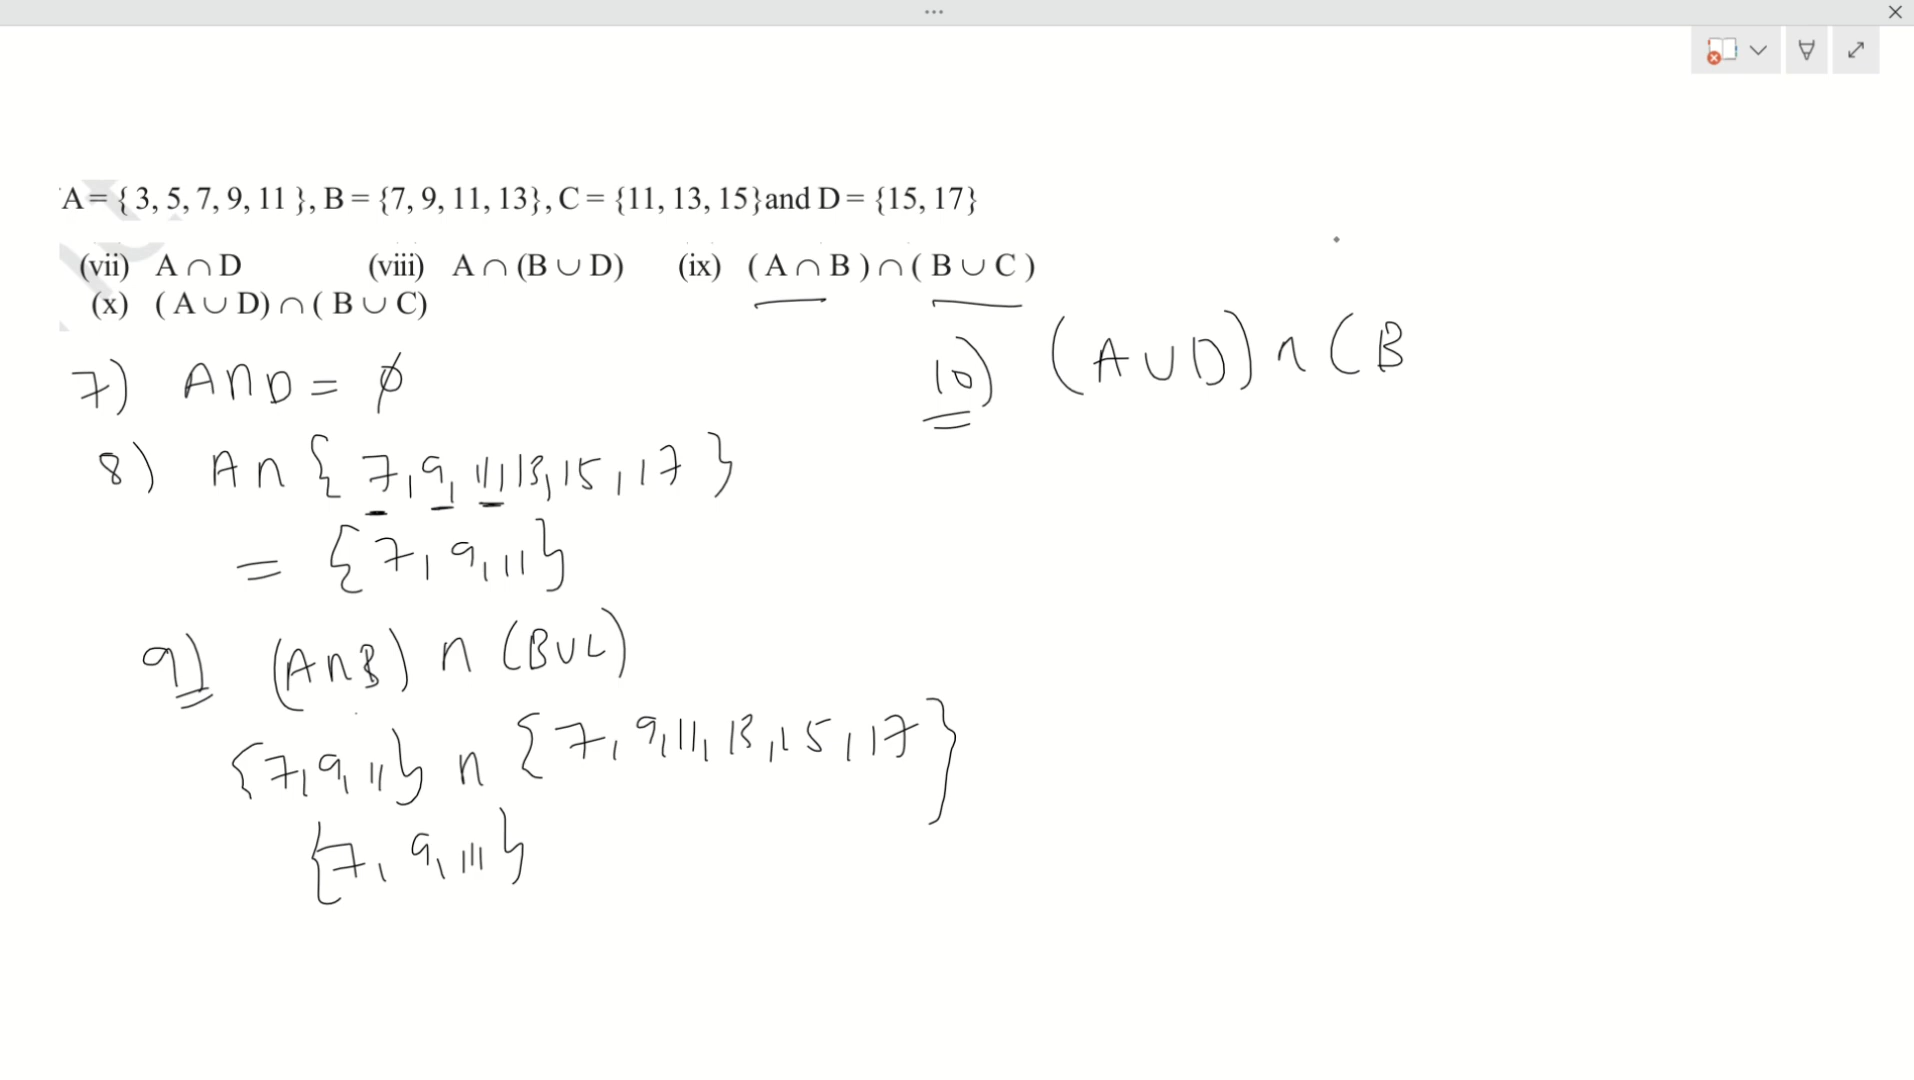 A = { 3, 5, 7, 9, 11 }, B = {7, 9, 11, 13}, C = {11, 13, 15}and D = {15, 17}
(vii) A ∩ D (viii) A ∩ (B ∪ D) (ix) ( A ∩ B ) ∩ ( B ∪ C )
(x) ( A ∪ D) ∩ ( B ∪ C)
7) A∩D = ϕ
8) A ∩ { 7, 9, 11, 13, 15, 17 }
= { 7, 9, 11 }
9) (A∩B) ∩ (B∪C)
{7, 9, 11} ∩ { 7, 9, 11, 13, 15, 17 }
{7, 9, 11}
10) (A∪D) ∩ (B